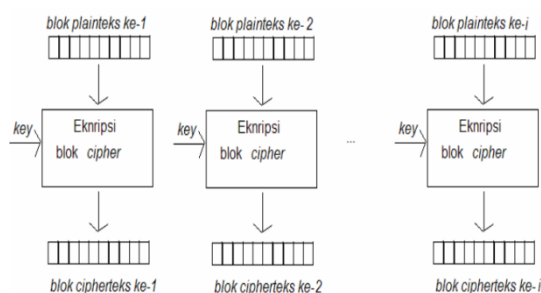 blok plainteks ke-1
blok plainteks ke- 2
blok plainteks ke-i
key
Eknripsi
blok cipher
key
Eknripsi
blok cipher
...
key
Eknripsi
blok cipher
blok cipherteks ke-1
blok cipherteks ke-2
blok cipherteks ke- i